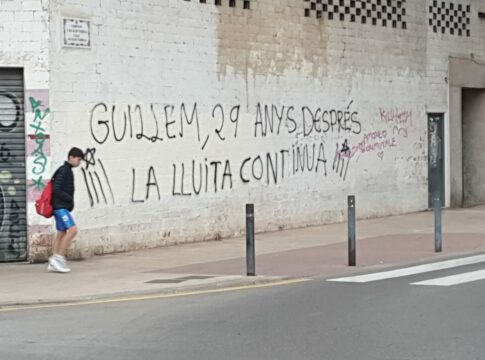 GUILLEM, 29 ANYS DESPRÉS
LA LLUITA CONTINUA